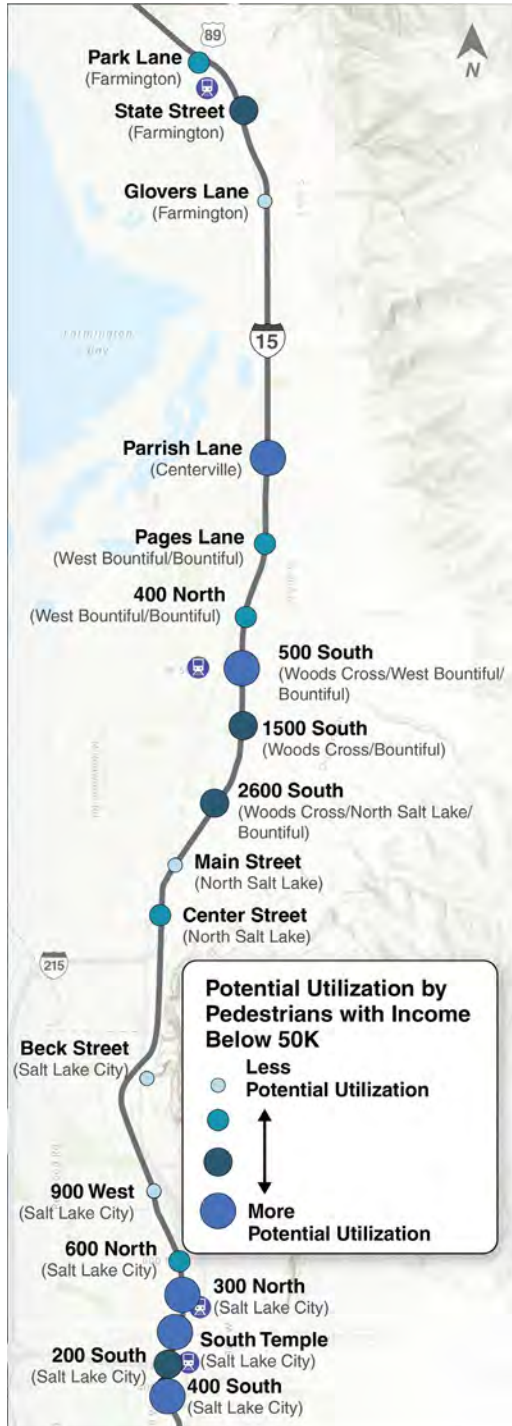 89
N
Park Lane
(Farmington)
State Street
(Farmington)
Glovers Lane
(Farmington)
Farmington
Bay
15
Parrish Lane
(Centerville)
Pages Lane
(West Bountiful/Bountiful)
400 North
(West Bountiful/Bountiful)
500 South
(Woods Cross/West Bountiful/
Bountiful)
1500 South
(Woods Cross/Bountiful)
2600 South
(Woods Cross/North Salt Lake/
Bountiful)
Main Street
(North Salt Lake)
Center Street
(North Salt Lake)
215
Potential Utilization by
Pedestrians with Income
Below 50K
Less
Potential Utilization
More
Potential Utilization
Beck Street
(Salt Lake City)
900 West
(Salt Lake City)
600 North
(Salt Lake City)
300 North
(Salt Lake City)
South Temple
(Salt Lake City)
200 South
(Salt Lake City)
400 South
(Salt Lake City)